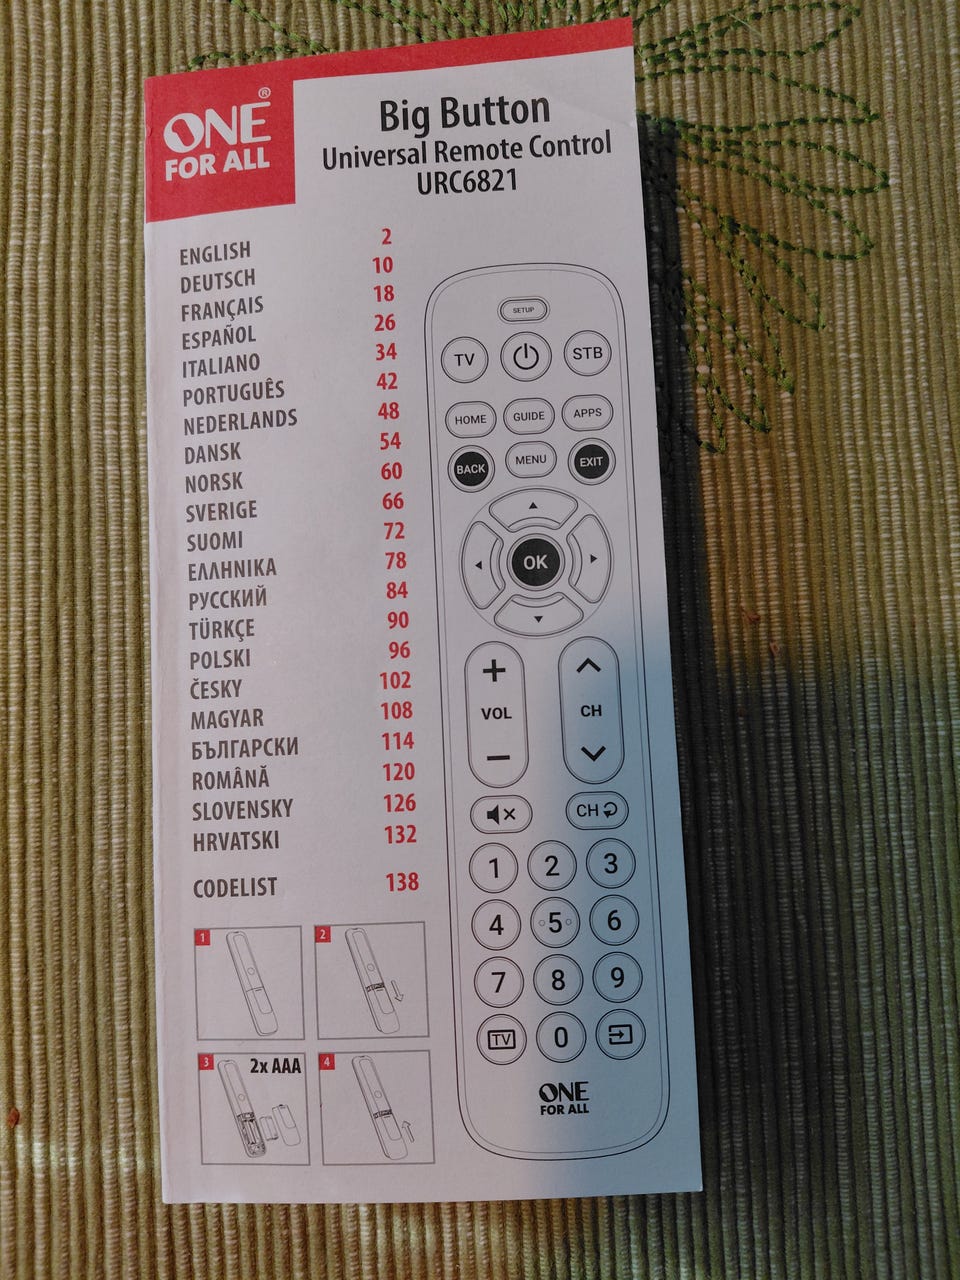 ONE®
FOR ALL
Big Button
Universal Remote Control
URC6821
ENGLISH 2
DEUTSCH 10
FRANÇAIS 18
ESPAÑOL 26
ITALIANO 34
PORTUGUÊS 42
NEDERLANDS 48
DANSK 54
NORSK 60
SVERIGE 66
SUOMI 72
ΕΛΛΗΝΙΚΑ 78
РУССКИЙ 84
TÜRKÇE 90
POLSKI 96
ČESKY 102
MAGYAR 108
БЪЛГАРСКИ 114
ROMÂNĂ 120
SLOVENSKY 126
HRVATSKI 132
CODELIST 138
1
2
3 2x AAA
4
SETUP
TV STB
HOME GUIDE APPS
BACK MENU EXIT
OK
+
VOL CH
−
CH
1 2 3
4 5 6
7 8 9
TV 0
ONE
FOR ALL